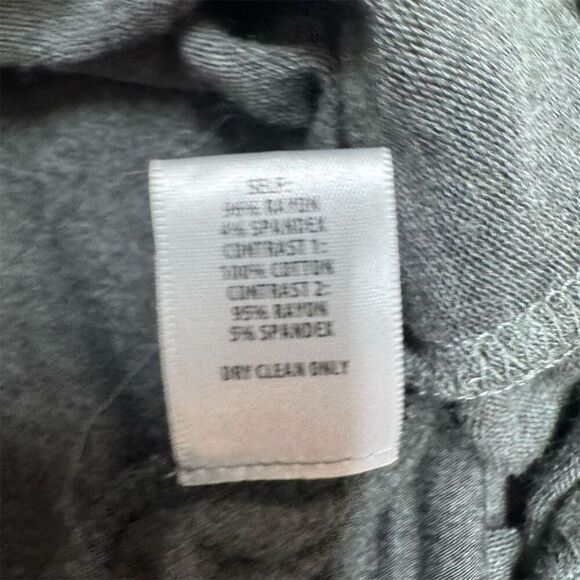 SELF:
96% RAYON
4% SPANDEX
CONTRAST 1:
100% COTTON
CONTRAST 2:
95% RAYON
5% SPANDEX
DRY CLEAN ONLY